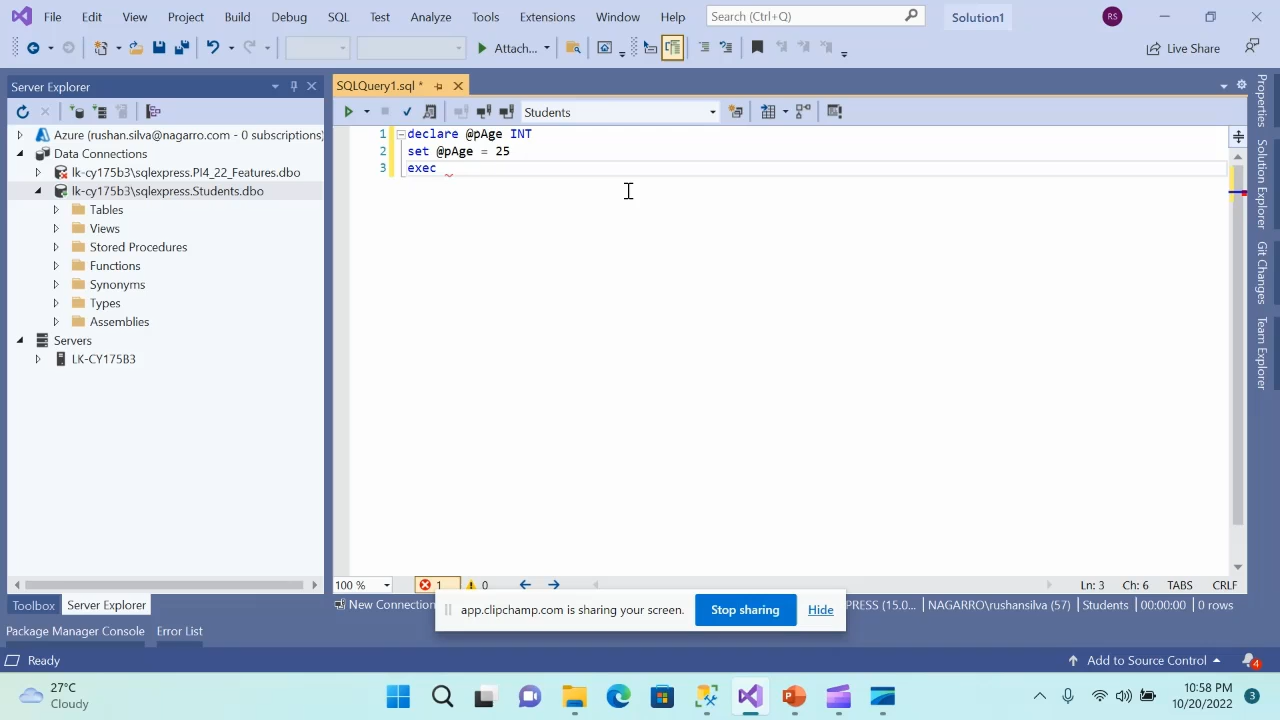 File Edit View Project Build Debug SQL Test Analyze Tools Extensions Window Help Search (Ctrl+Q) Solution1 RS
Attach... Live Share
Server Explorer
SQLQuery1.sql *
Students
Azure (rushan.silva@nagarro.com - 0 subscriptions)
Data Connections
lk-cy175b3\sqlexpress.PI4_22_Features.dbo
lk-cy175b3\sqlexpress.Students.dbo
Tables
Views
Stored Procedures
Functions
Synonyms
Types
Assemblies
Servers
LK-CY175B3
1 declare @pAge INT
2 set @pAge = 25
3 exec
Properties
Solution Explorer
Git Changes
Team Explorer
100 % 1 0 Ln: 3 Ch: 6 TABS CRLF
Toolbox Server Explorer New Connection PRESS (15.0... NAGARRO\rushansilva (57) Students 00:00:00 0 rows
app.clipchamp.com is sharing your screen. Stop sharing Hide
Package Manager Console Error List
Ready Add to Source Control 4
27°C
Cloudy
10:58 PM
10/20/2022
3